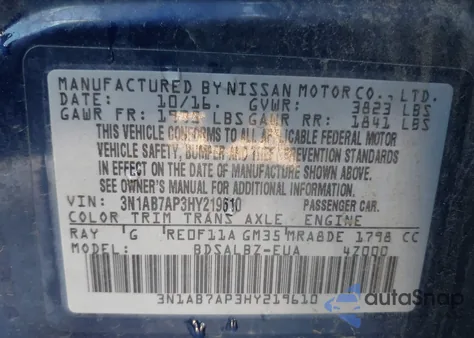 MANUFACTURED BY NISSAN MOTOR CO., LTD.
DATE: 10/16. GVWR: 3823 LBS
GAWR FR: LBS GAWR RR: 1841 LBS
THIS VEHICLE CONFORMS TO ALL APPLICABLE FEDERAL MOTOR
VEHICLE SAFETY, BUMPER AND THEFT PREVENTION STANDARDS
IN EFFECT ON THE DATE OF MANUFACTURE SHOWN ABOVE.
SEE OWNER'S MANUAL FOR ADDITIONAL INFORMATION.
VIN: 3N1AB7AP3HY219610 PASSENGER CAR.
COLOR TRIM TRANS AXLE ENGINE
RAY G RE0F11A GM35 MRA8DE 1798 CC
BDSALBZ-EUA 47000
3N1AB7AP3HY219610
autoSnap